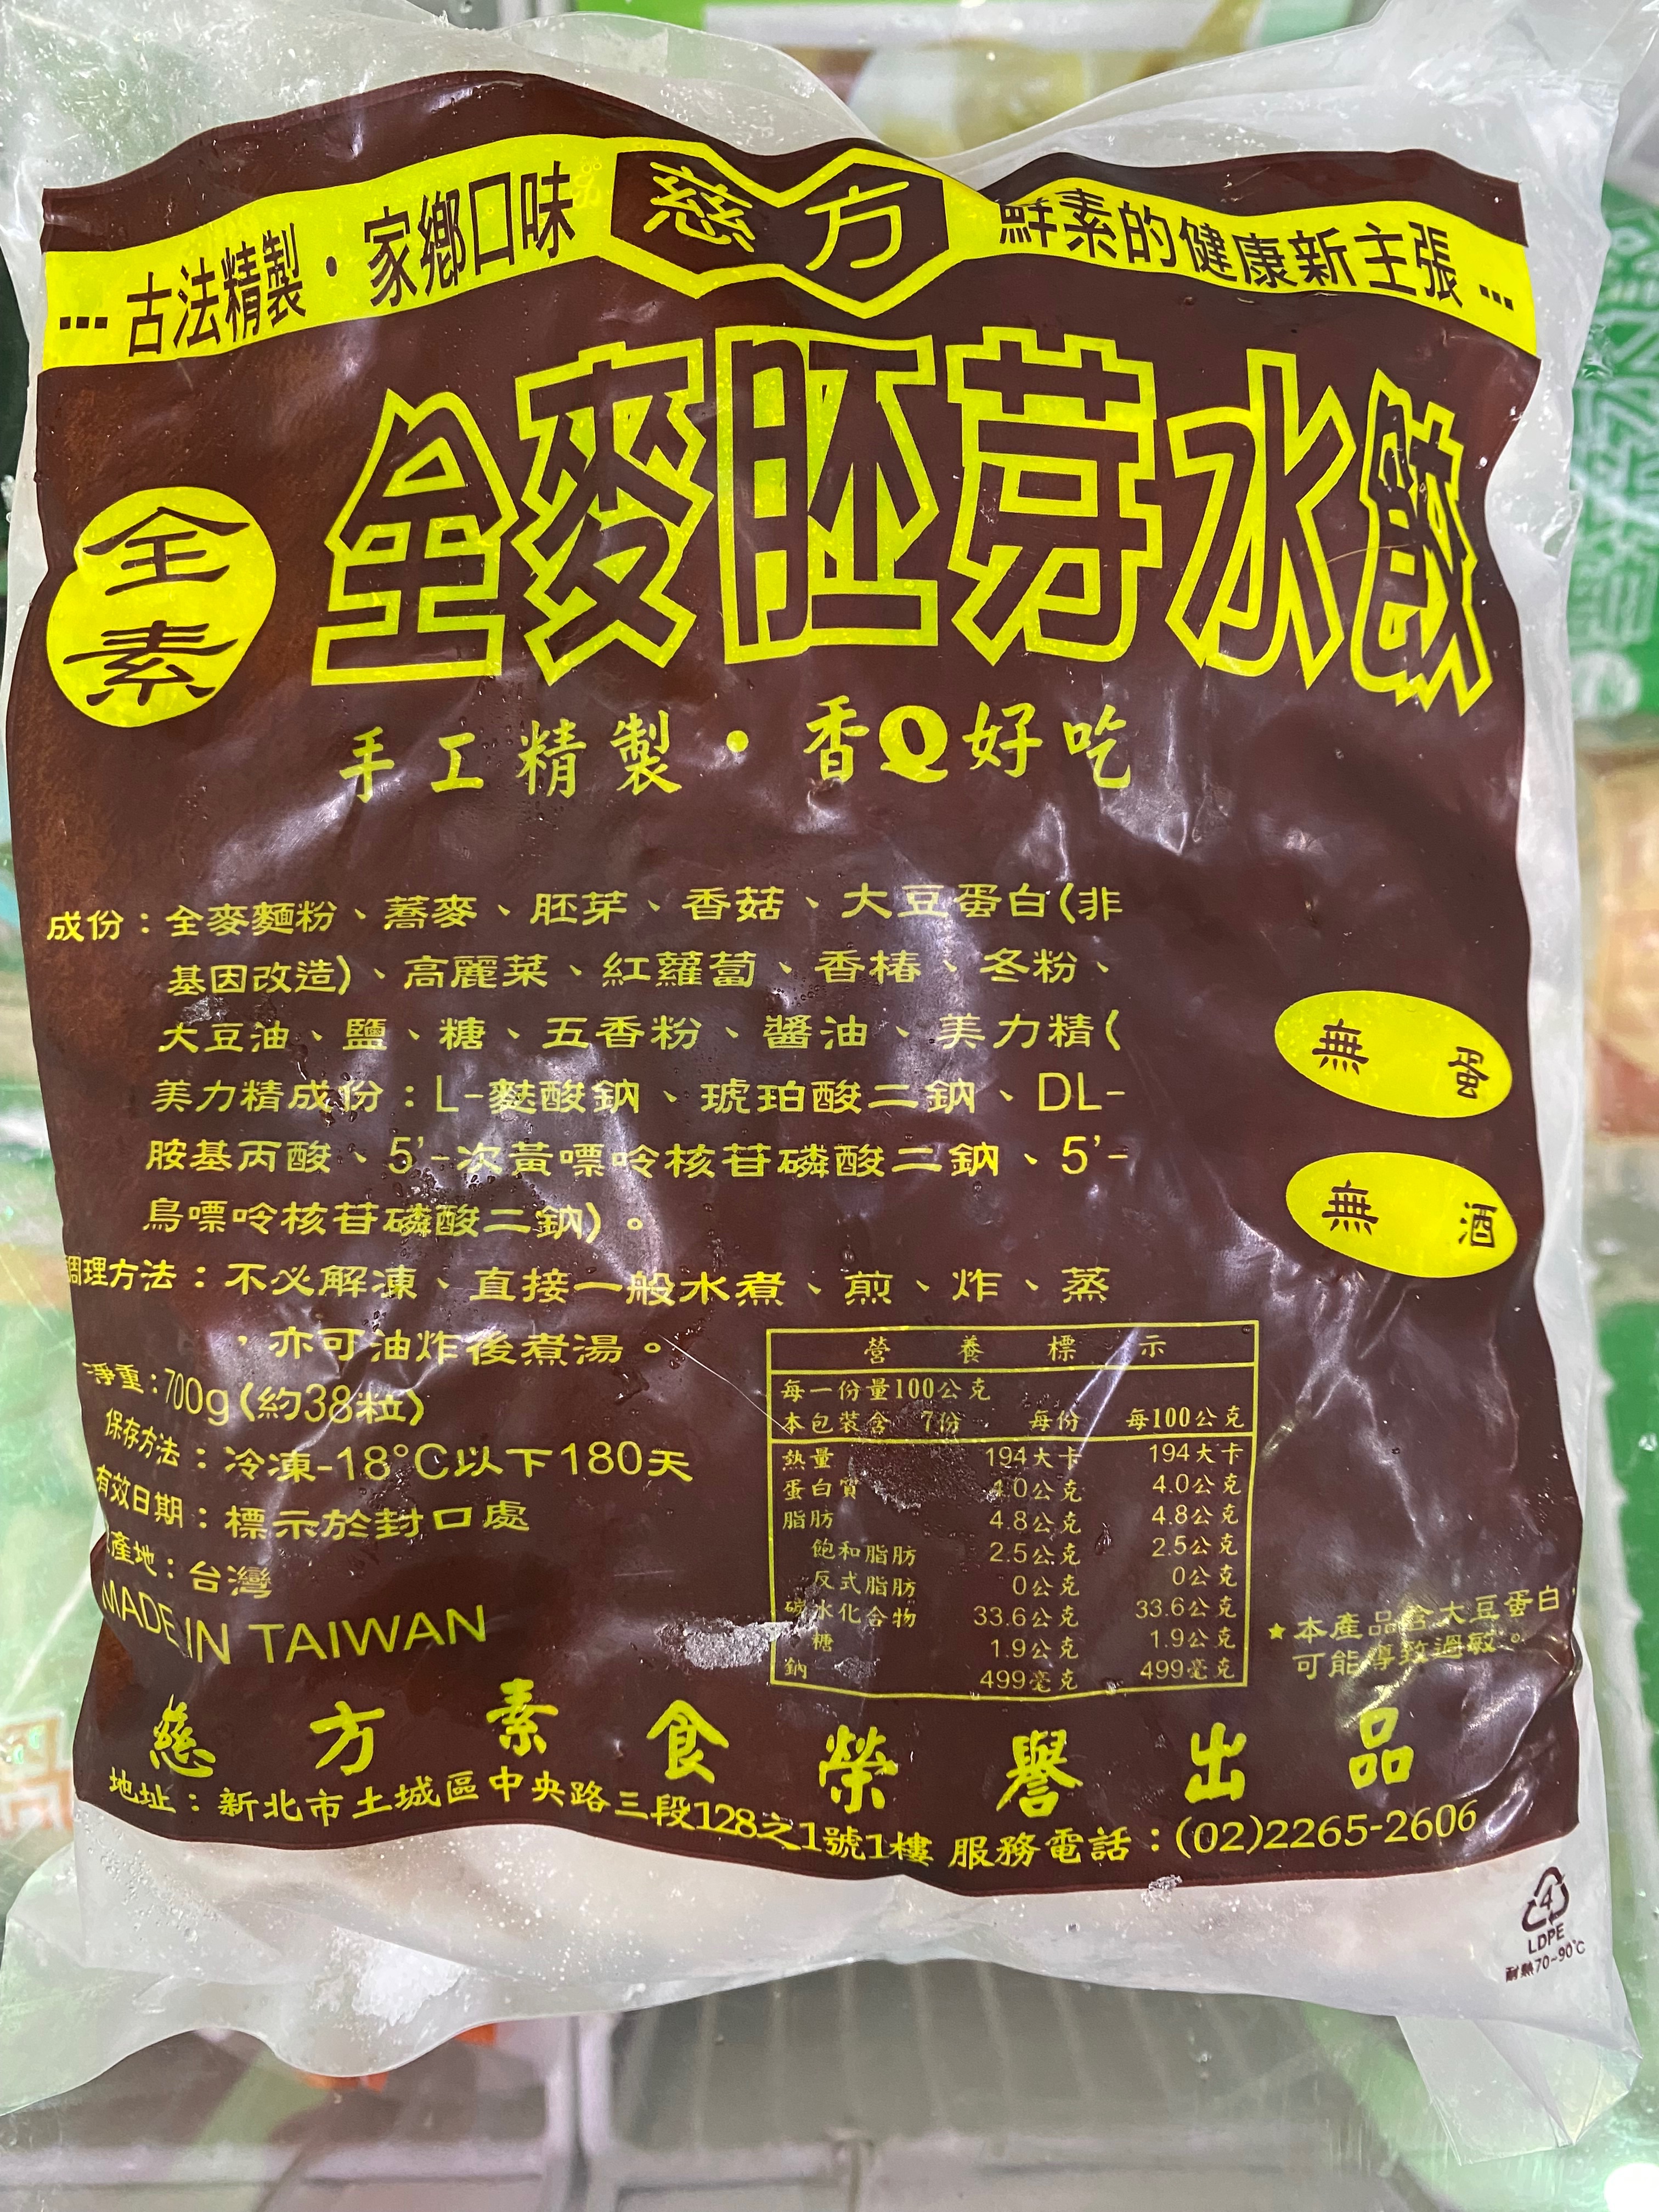 …古法精製・家鄉口味
慈方
鮮素的健康新主張…
全素
全麥胚芽水餃
手工精製・香Q好吃
成份：全麥麵粉、蕎麥、胚芽、香菇、大豆蛋白(非
基因改造)、高麗菜、紅蘿蔔、香椿、冬粉、
大豆油、鹽、糖、五香粉、醬油、美力精(
美力精成份：L-麩酸鈉、琥珀酸二鈉、DL-
胺基丙酸、5'-次黃嘌呤核苷磷酸二鈉、5'-
鳥嘌呤核苷磷酸二鈉)。
無蛋
無酒
調理方法：不必解凍、直接一般水煮、煎、炸、蒸
，亦可油炸後煮湯。
淨重:700g(約38粒)
保存方法：冷凍-18°C以下180天
有效日期：標示於封口處
產地：台灣
MADE IN TAIWAN
營養標示
每一份量100公克
本包裝含 7份 每份 每100公克
熱量 194大卡 194大卡
蛋白質 4.0公克 4.0公克
脂肪 4.8公克 4.8公克
飽和脂肪 2.5公克 2.5公克
反式脂肪 0公克 0公克
碳水化合物 33.6公克 33.6公克
糖 1.9公克 1.9公克
鈉 499毫克 499毫克
★本產品含大豆蛋白，
可能導致過敏。
慈方素食榮譽出品
地址：新北市土城區中央路三段128之1號1樓 服務電話：(02)2265-2606
4
LDPE
耐熱70-90°C